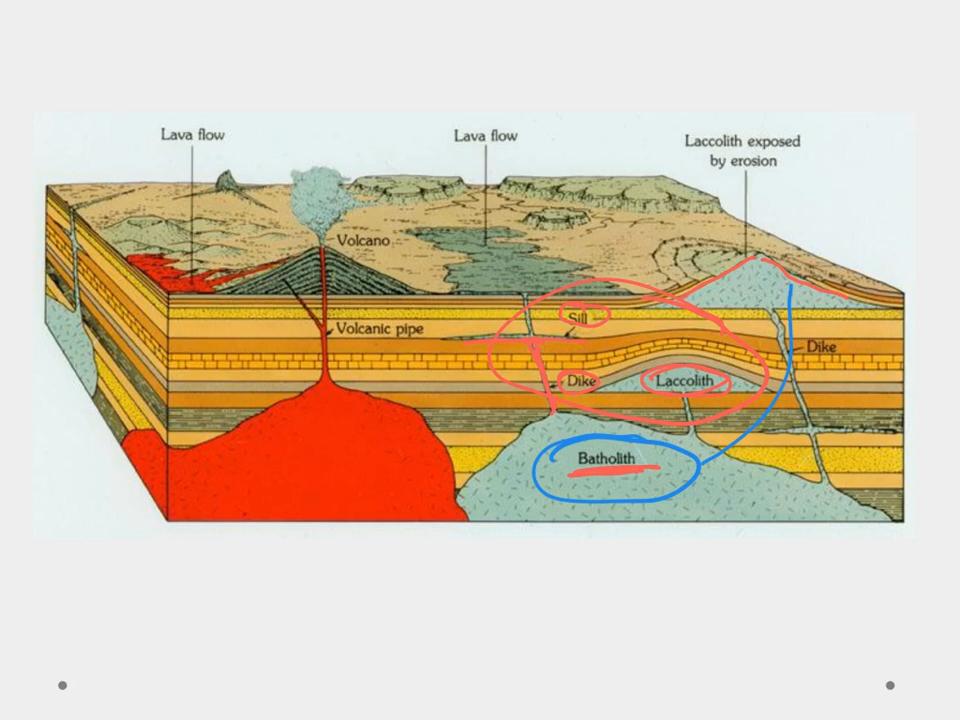 Lava flow
Lava flow
Laccolith exposed
by erosion
Volcano
Sill
Volcanic pipe
Dike
Dike
Laccolith
Batholith